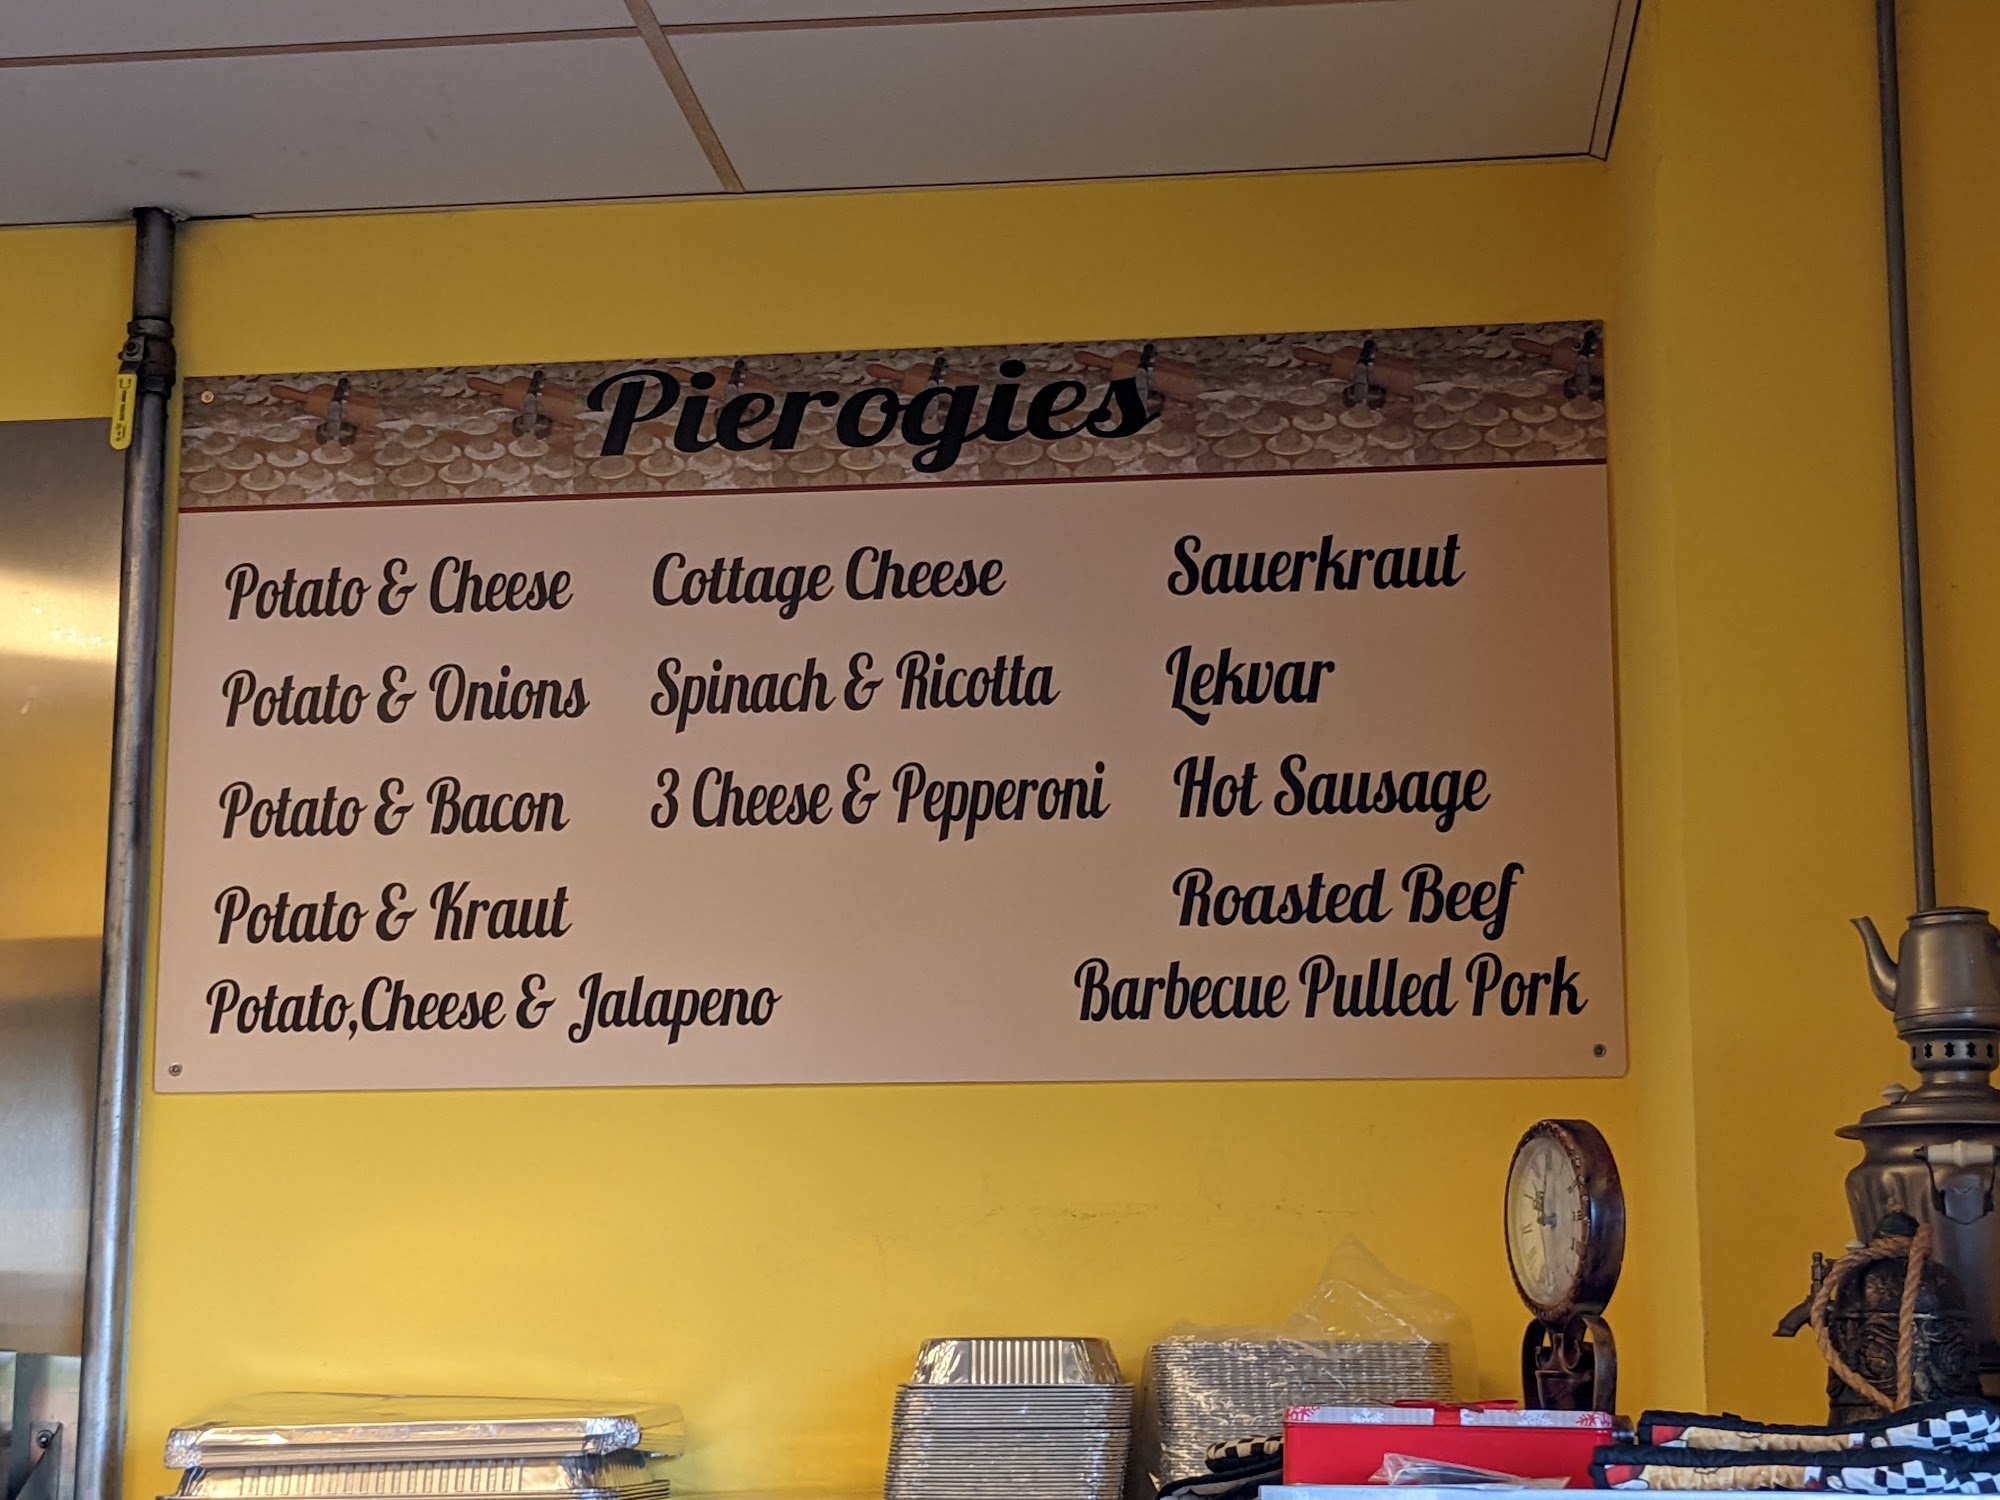 Pierogies
Potato & Cheese
Potato & Onions
Potato & Bacon
Potato & Kraut
Potato,Cheese & Jalapeno
Cottage Cheese
Spinach & Ricotta
3 Cheese & Pepperoni
Sauerkraut
Lekvar
Hot Sausage
Roasted Beef
Barbecue Pulled Pork